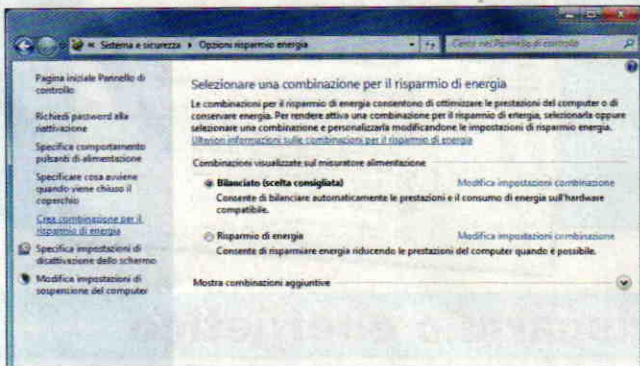 « Sistema e sicurezza ▸ Opzioni risparmio energia
Cerca nel Pannello di controllo
Pagina iniziale Pannello di
controllo
Richiedi password alla
riattivazione
Specifica comportamento
pulsanti di alimentazione
Specificare cosa avviene
quando viene chiuso il
coperchio
Crea combinazione per il
risparmio di energia
Specifica impostazioni di
disattivazione dello schermo
Modifica impostazioni di
sospensione del computer
Selezionare una combinazione per il risparmio di energia
Le combinazioni per il risparmio di energia consentono di ottimizzare le prestazioni del computer o di
conservare energia. Per rendere attiva una combinazione per il risparmio di energia, selezionarla oppure
selezionare una combinazione e personalizzarla modificandone le impostazioni di risparmio energia.
Ulteriori informazioni sulle combinazioni per il risparmio di energia
Combinazioni visualizzate sul misuratore alimentazione
Bilanciato (scelta consigliata) Modifica impostazioni combinazione
Consente di bilanciare automaticamente le prestazioni e il consumo di energia sull'hardware
compatibile.
Risparmio di energia Modifica impostazioni combinazione
Consente di risparmiare energia riducendo le prestazioni del computer quando è possibile.
Mostra combinazioni aggiuntive